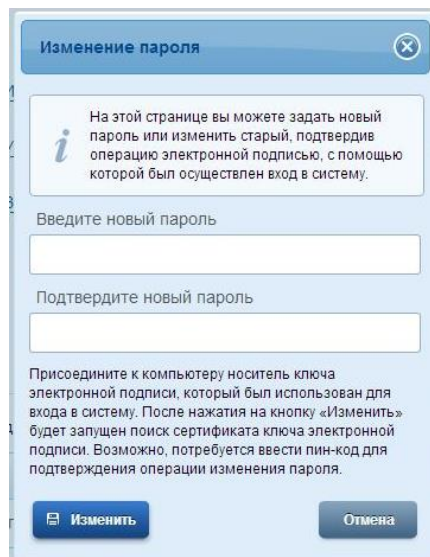 Изменение пароля
На этой странице вы можете задать новый
пароль или изменить старый, подтвердив
операцию электронной подписью, с помощью
которой был осуществлен вход в систему.
Введите новый пароль
Подтвердите новый пароль
Присоедините к компьютеру носитель ключа
электронной подписи, который был использован для
входа в систему. После нажатия на кнопку «Изменить»
будет запущен поиск сертификата ключа электронной
подписи. Возможно, потребуется ввести пин-код для
подтверждения операции изменения пароля.
Изменить
Отмена